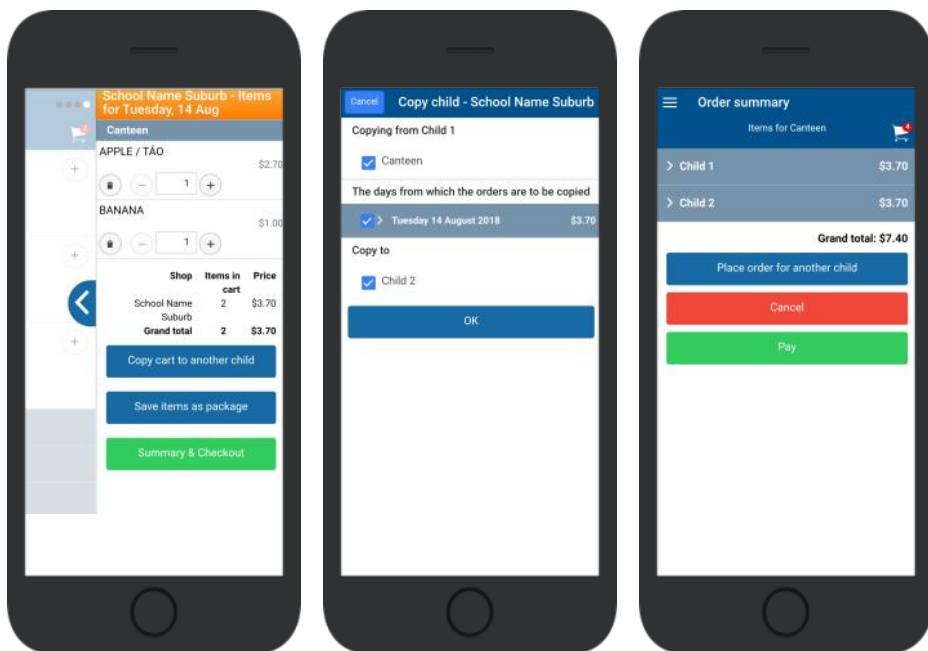 School Name Suburb - Items
for Tuesday, 14 Aug
Canteen
APPLE / TÁO
$2.70
1
BANANA
$1.00
1
Shop Items in Price
cart
School Name 2 $3.70
Suburb
Grand total 2 $3.70
Copy cart to another child
Save items as package
Summary & Checkout
Cancel Copy child - School Name Suburb
Copying from Child 1
Canteen
The days from which the orders are to be copied
Tuesday 14 August 2018 $3.70
Copy to
Child 2
OK
Order summary
Items for Canteen
4
Child 1 $3.70
Child 2 $3.70
Grand total: $7.40
Place order for another child
Cancel
Pay